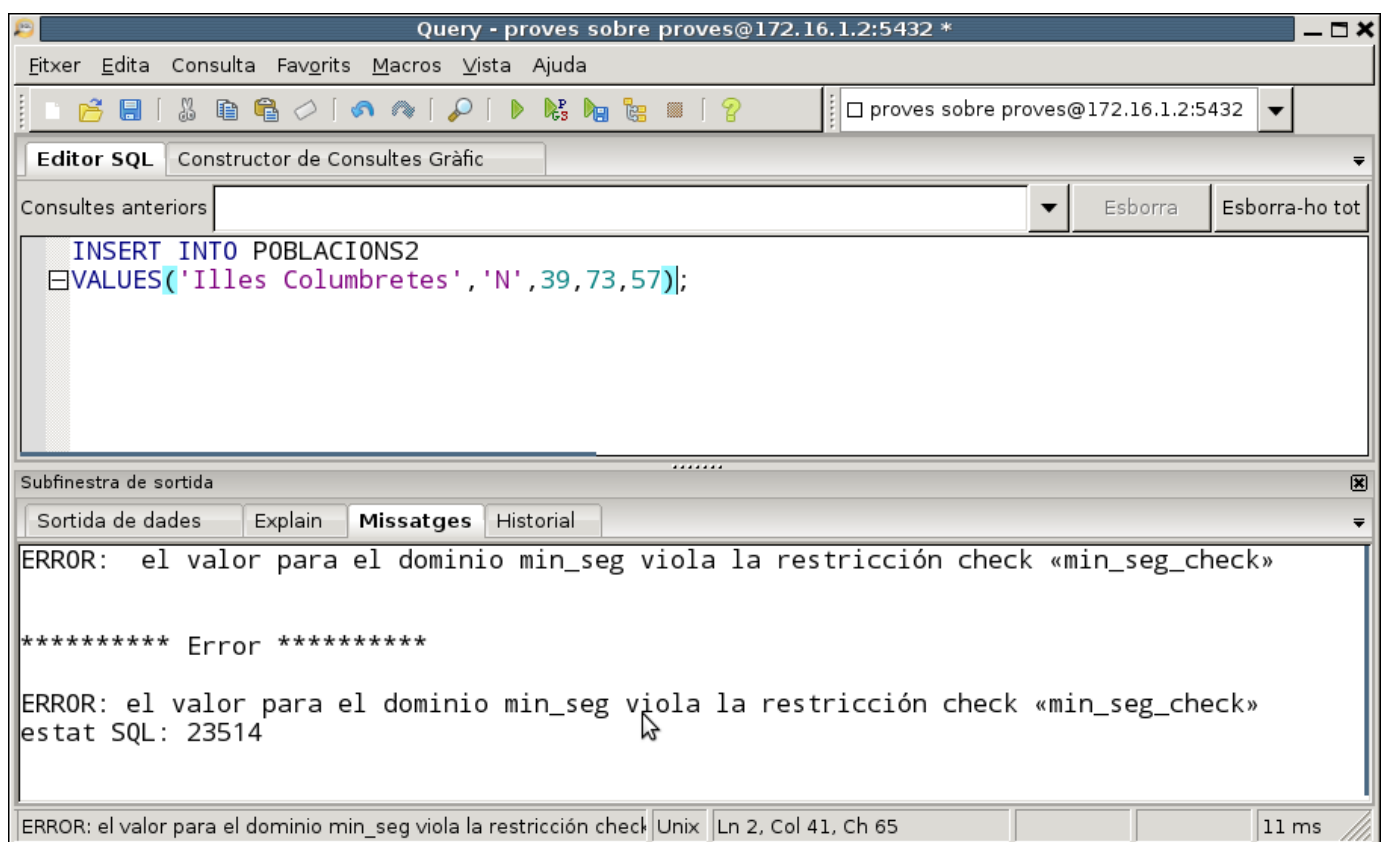 Query - proves sobre proves@172.16.1.2:5432 *
Fitxer Edita Consulta Favorits Macros Vista Ajuda
proves sobre proves@172.16.1.2:5432
Editor SQL Constructor de Consultes Gràfic
Consultes anteriors Esborra Esborra-ho tot
INSERT INTO POBLACIONS2
VALUES('Illes Columbretes','N',39,73,57);
Subfinestra de sortida
Sortida de dades Explain Missatges Historial
ERROR:  el valor para el dominio min_seg viola la restricción check «min_seg_check»
********** Error **********
ERROR: el valor para el dominio min_seg viola la restricción check «min_seg_check»
estat SQL: 23514
ERROR: el valor para el dominio min_seg viola la restricción check Unix Ln 2, Col 41, Ch 65 11 ms